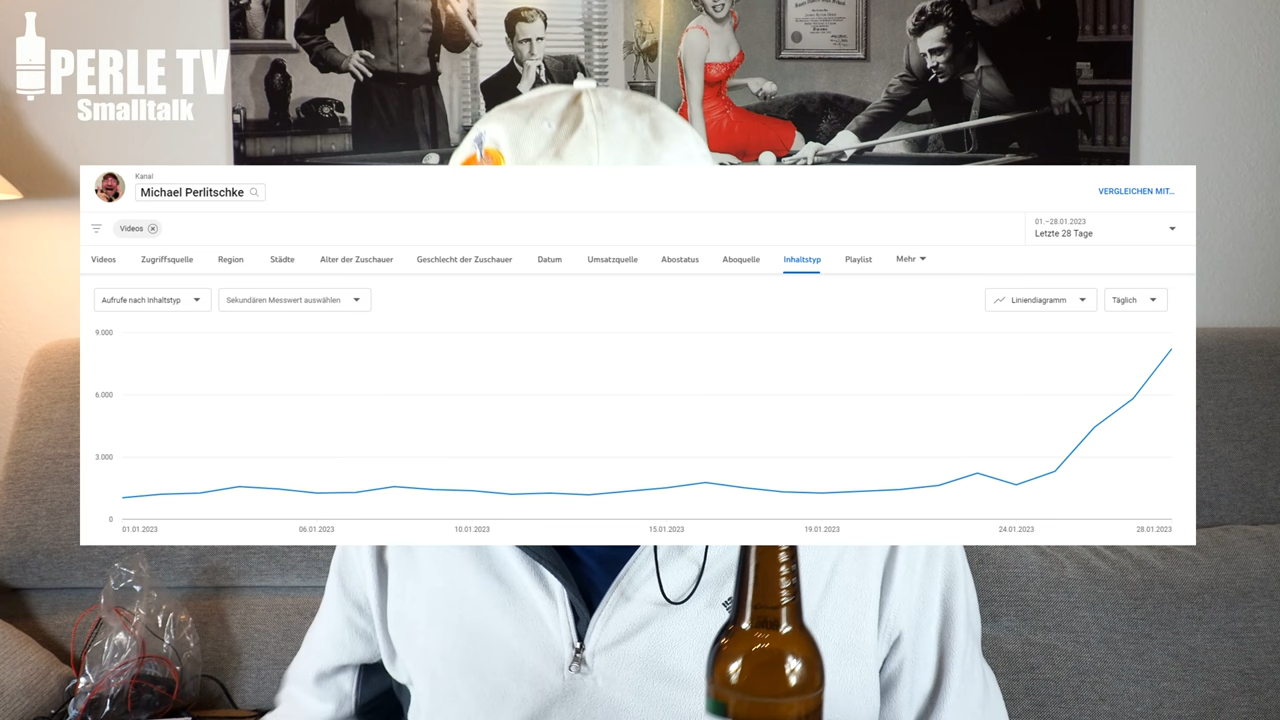 PERLE TV
Smalltalk
Kanal
Michael Perlitschke
VERGLEICHEN MIT...
Videos
01.–28.01.2023
Letzte 28 Tage
Videos Zugriffsquelle Region Städte Alter der Zuschauer Geschlecht der Zuschauer Datum Umsatzquelle Abostatus Aboquelle Inhaltstyp Playlist Mehr
Aufrufe nach Inhaltstyp Sekundären Messwert auswählen Liniendiagramm Täglich
9.000
6.000
3.000
0
01.01.2023 06.01.2023 10.01.2023 15.01.2023 19.01.2023 24.01.2023 28.01.2023